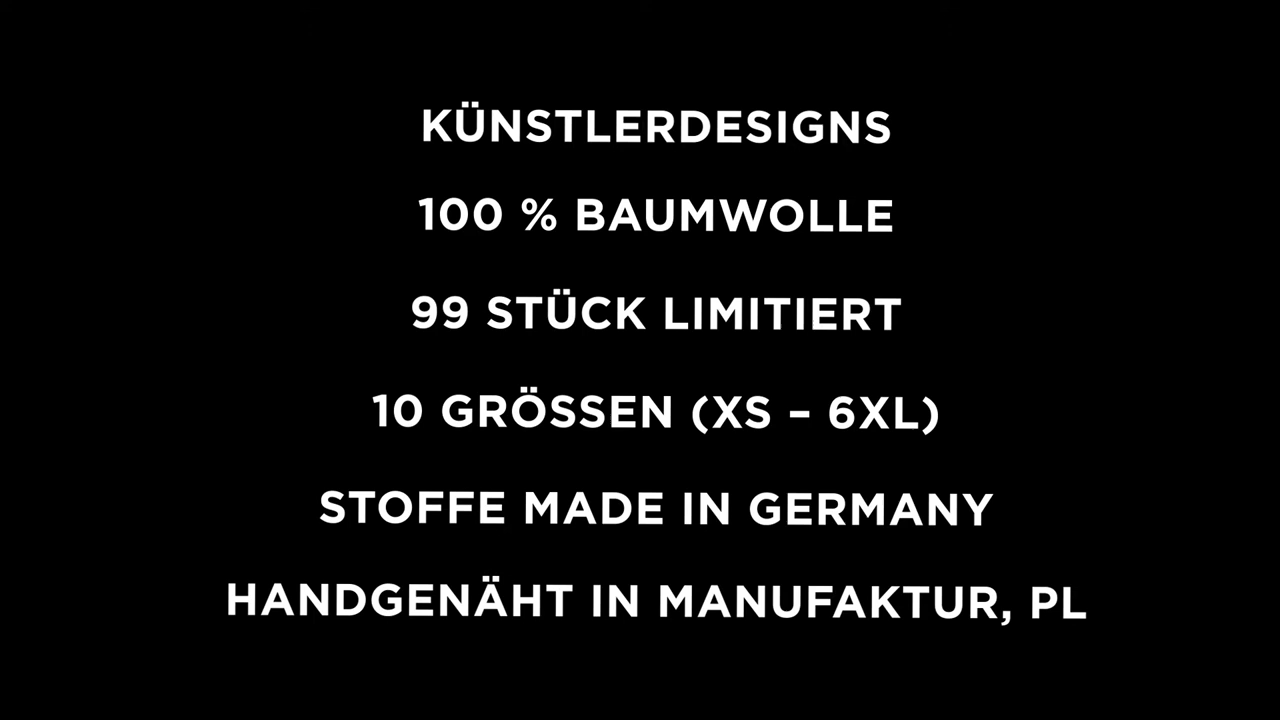 KÜNSTLERDESIGNS
100 % BAUMWOLLE
99 STÜCK LIMITIERT
10 GRÖSSEN (XS – 6XL)
STOFFE MADE IN GERMANY
HANDGENÄHT IN MANUFAKTUR, PL